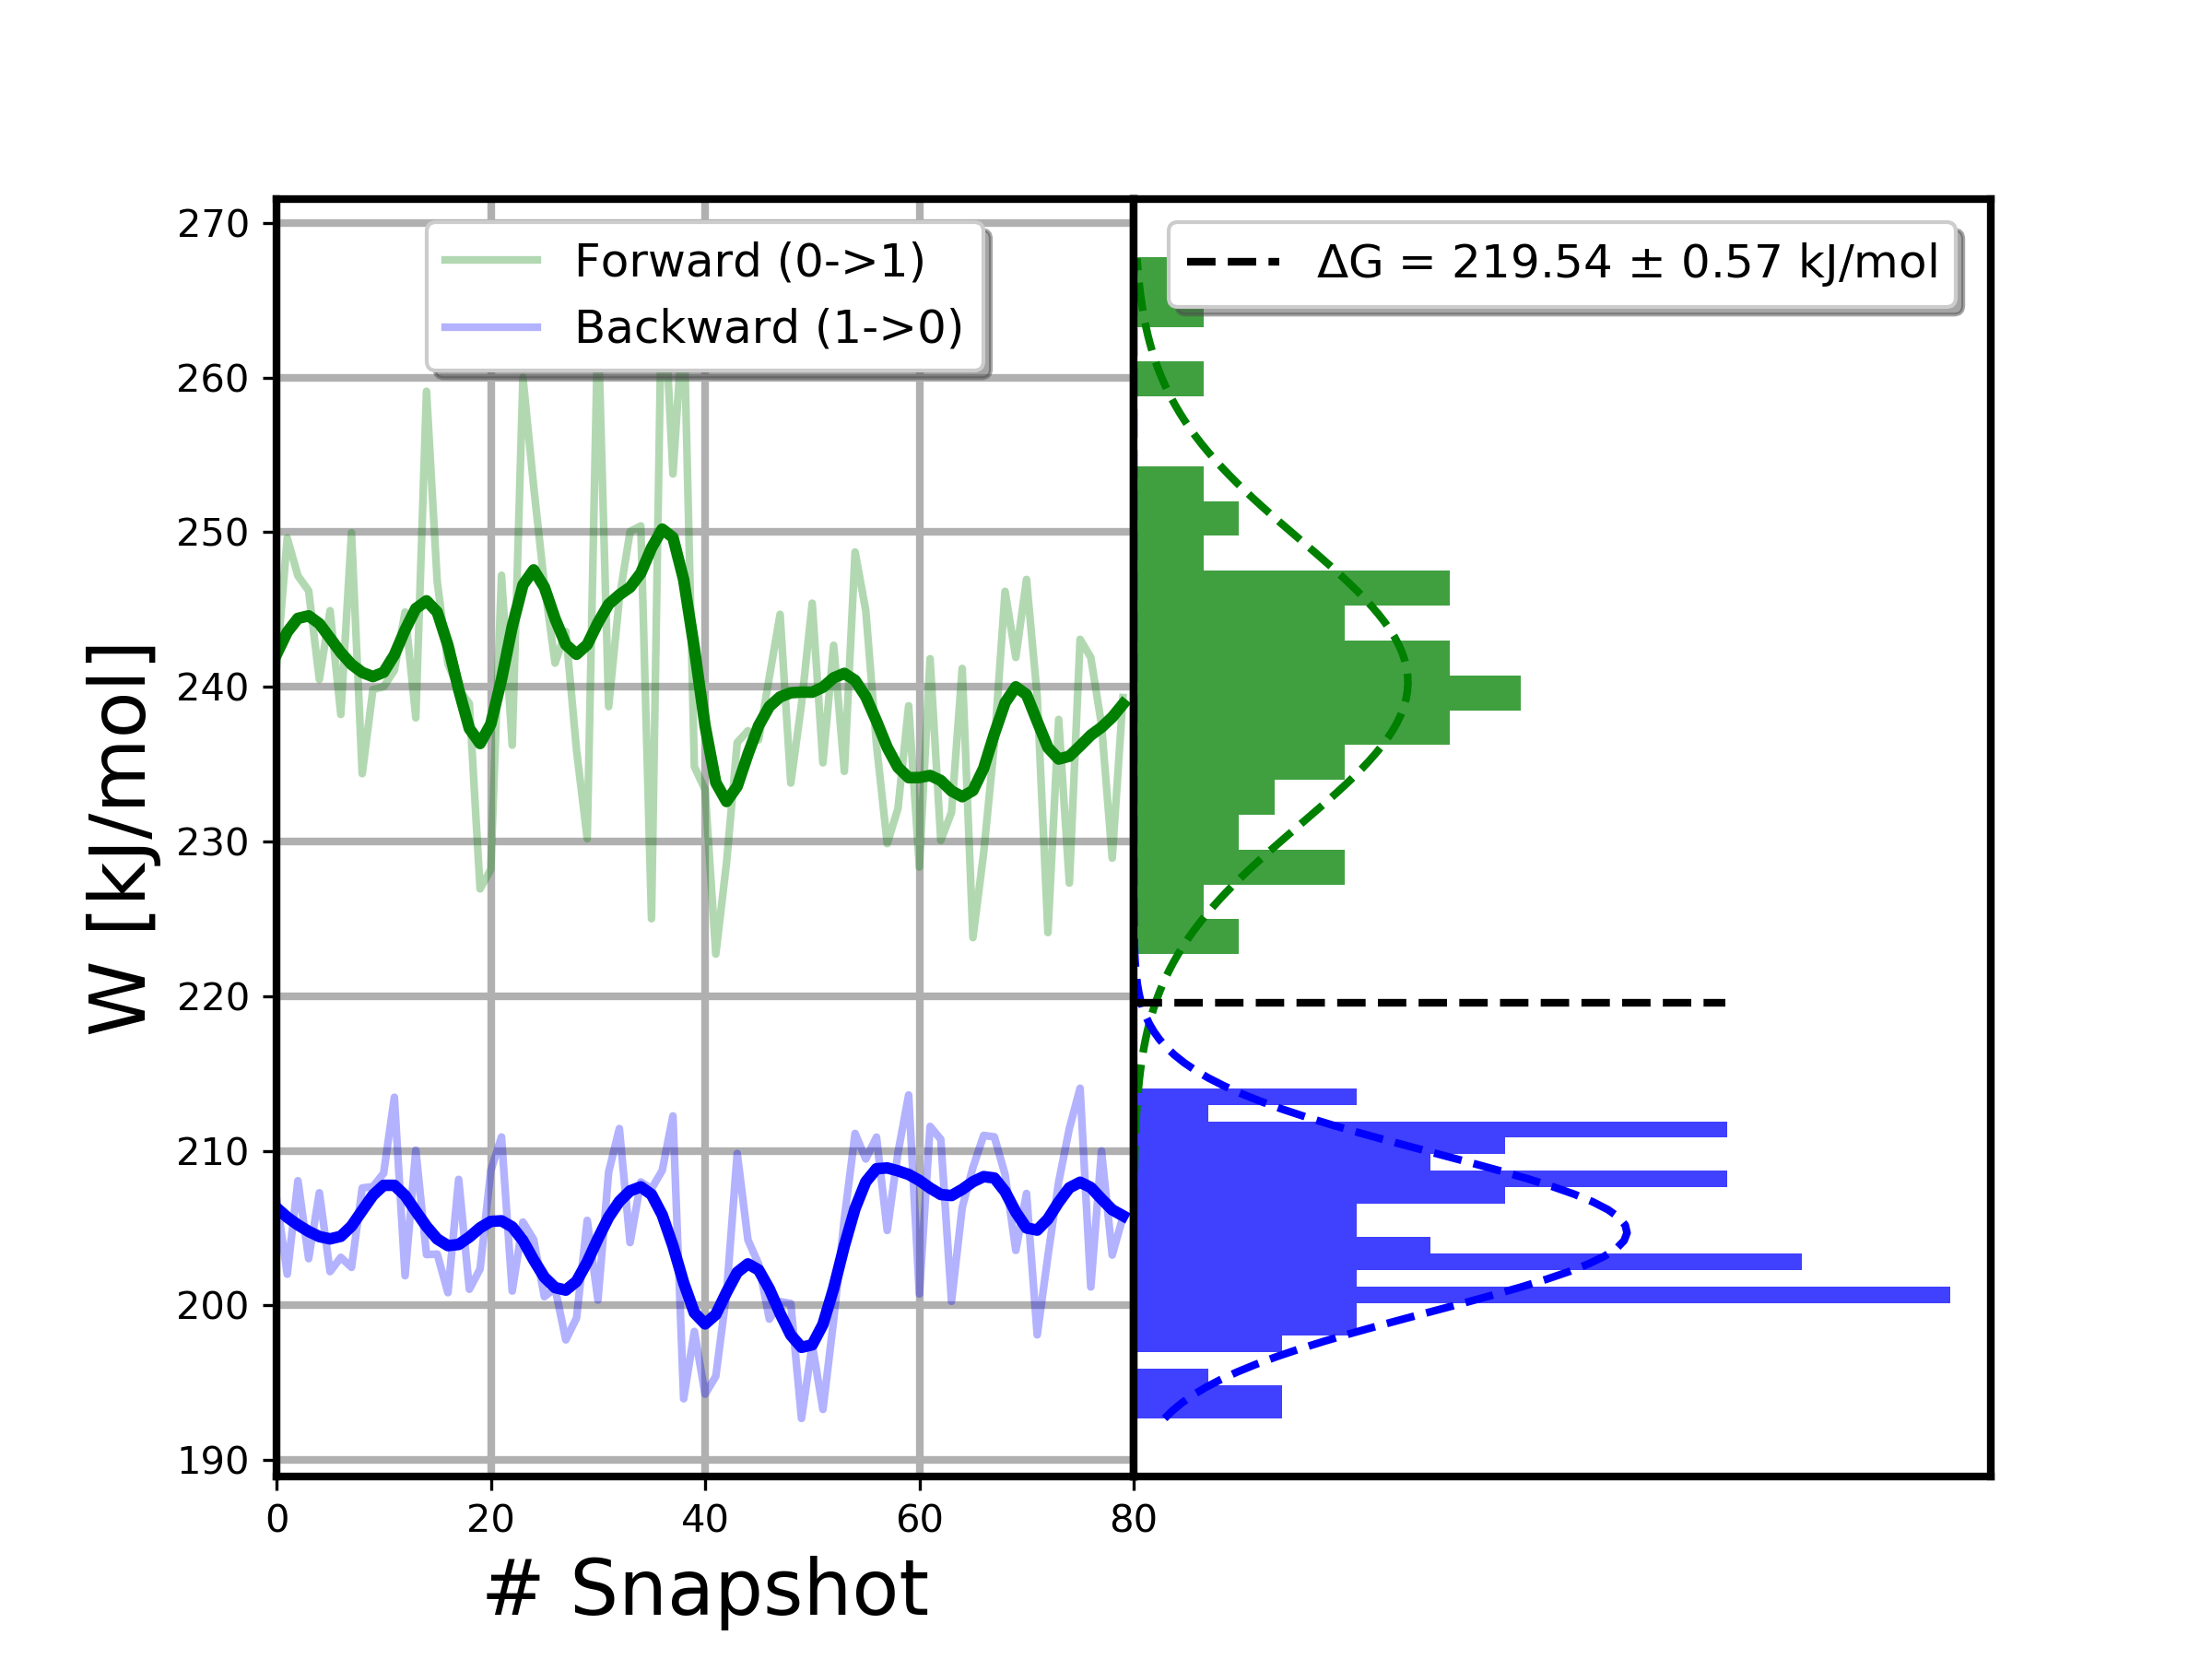 Forward (0->1)
Backward (1->0)
ΔG = 219.54 ± 0.57 kJ/mol
W [kJ/mol]
270
260
250
240
230
220
210
200
190
0 20 40 60 80
# Snapshot